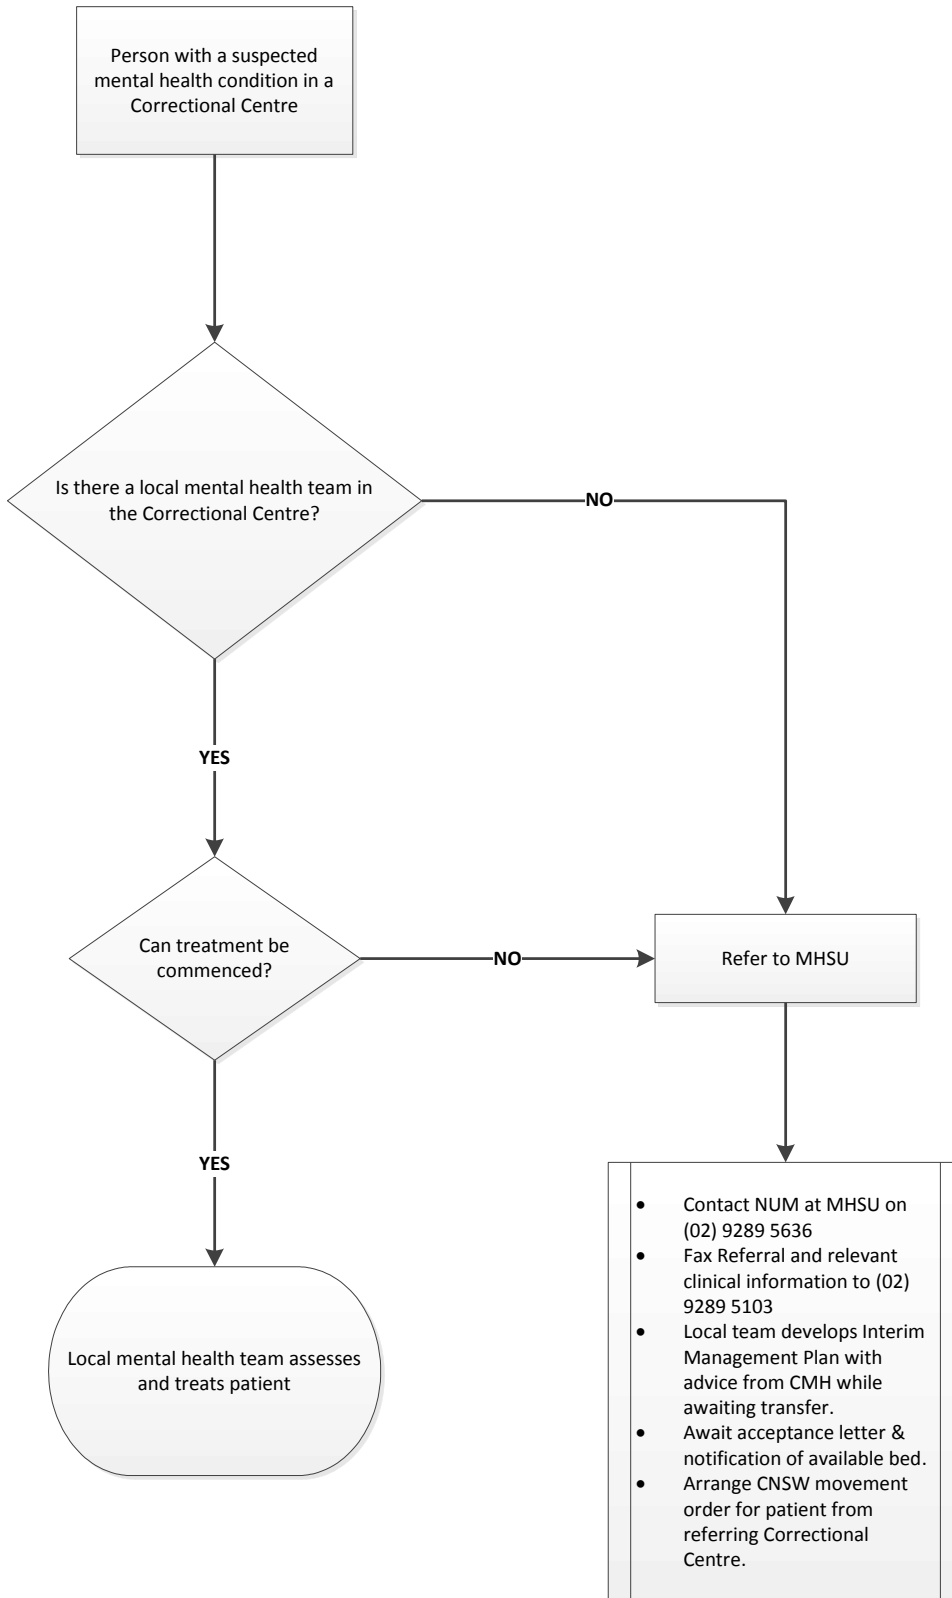 Person with a suspected
mental health condition in a
Correctional Centre
Is there a local mental health team in
the Correctional Centre?
NO
YES
Can treatment be
commenced?
NO
Refer to MHSU
YES
Local mental health team assesses
and treats patient
• Contact NUM at MHSU on
(02) 9289 5636
• Fax Referral and relevant
clinical information to (02)
9289 5103
• Local team develops Interim
Management Plan with
advice from CMH while
awaiting transfer.
• Await acceptance letter &
notification of available bed.
• Arrange CNSW movement
order for patient from
referring Correctional
Centre.